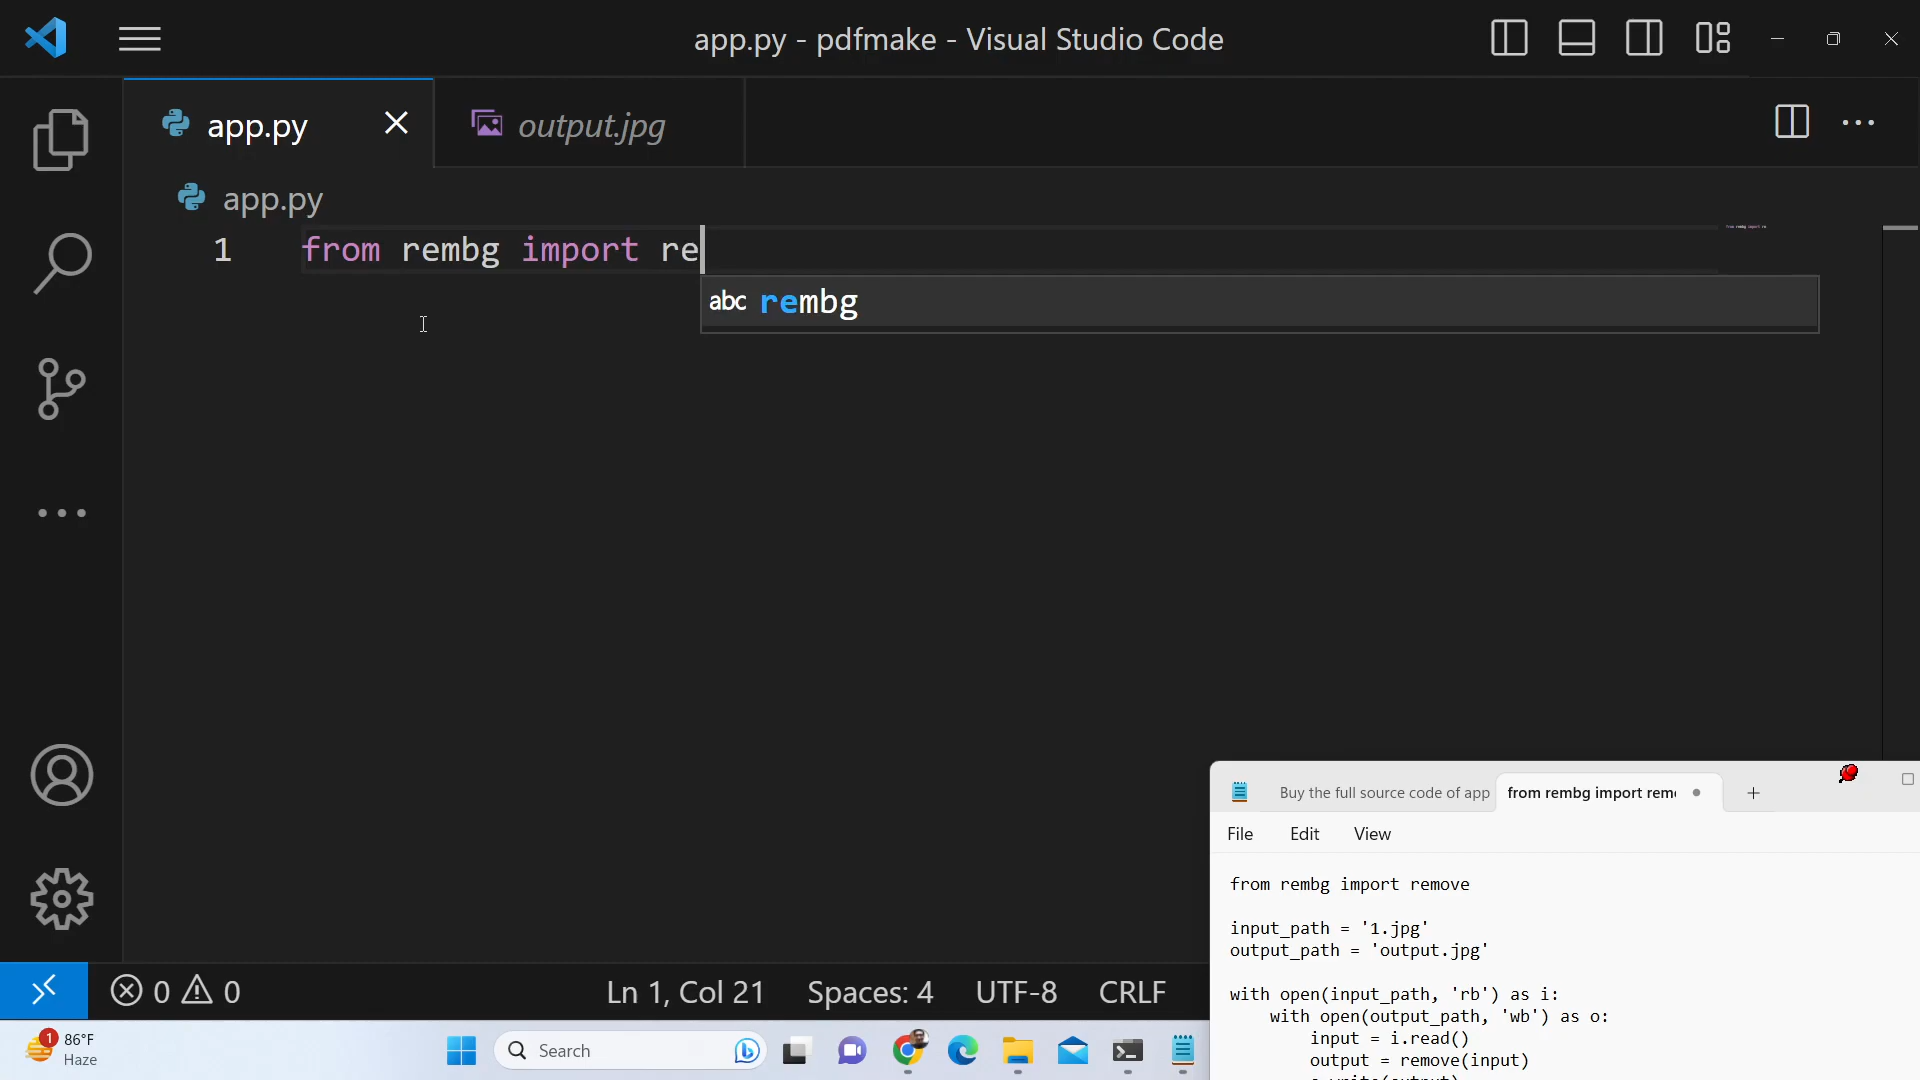 app.py - pdfmake - Visual Studio Code
app.py
output.jpg
app.py
1 from rembg import re
abc rembg
Buy the full source code of app
from rembg import rem
File Edit View
from rembg import remove
input_path = '1.jpg'
output_path = 'output.jpg'
with open(input_path, 'rb') as i:
with open(output_path, 'wb') as o:
input = i.read()
output = remove(input)
0 0 Ln 1, Col 21 Spaces: 4 UTF-8 CRLF
1
86°F
Haze
Search